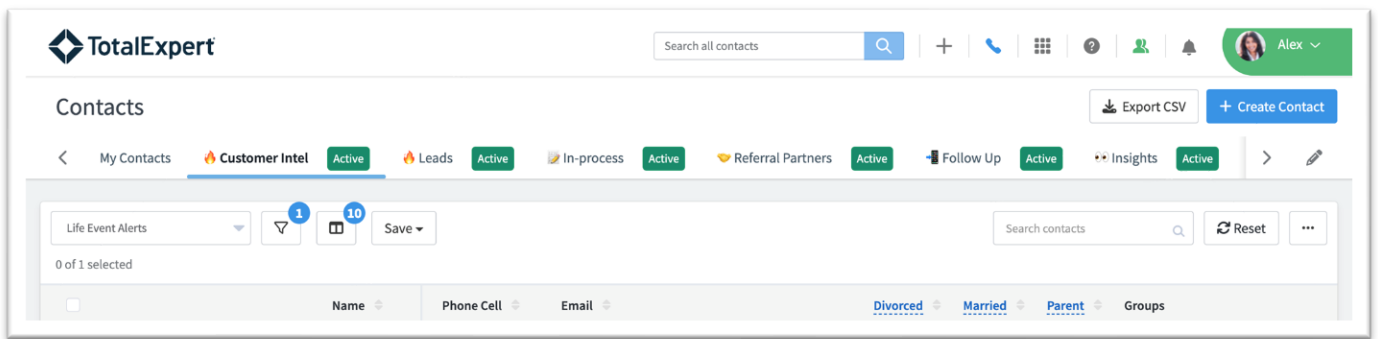 TotalExpert
Search all contacts
Alex
Contacts
Export CSV
+ Create Contact
My Contacts
🔥 Customer Intel Active
🔥 Leads Active
📝 In-process Active
🤝 Referral Partners Active
📲 Follow Up Active
👀 Insights Active
Life Event Alerts
1
10
Save
Search contacts
Reset
...
0 of 1 selected
Name Phone Cell Email Divorced Married Parent Groups